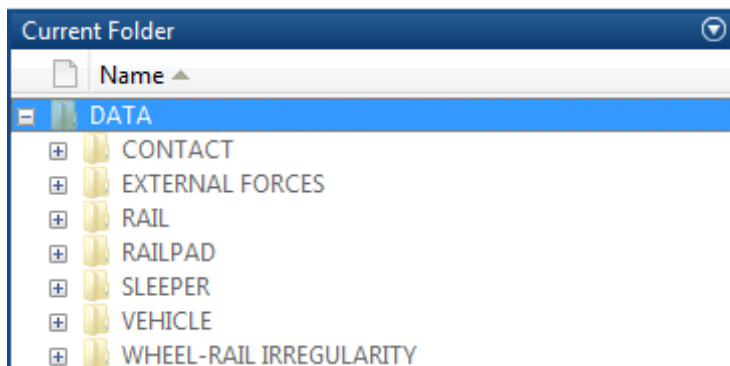 Current Folder
Name
DATA
CONTACT
EXTERNAL FORCES
RAIL
RAILPAD
SLEEPER
VEHICLE
WHEEL-RAIL IRREGULARITY